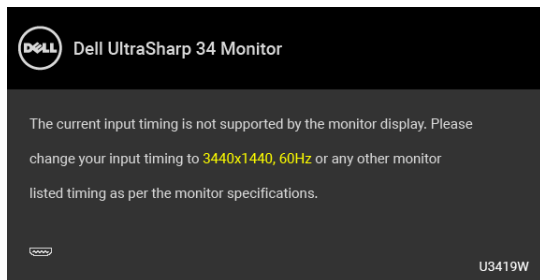 DELL Dell UltraSharp 34 Monitor
The current input timing is not supported by the monitor display. Please
change your input timing to 3440x1440, 60Hz or any other monitor
listed timing as per the monitor specifications.
U3419W